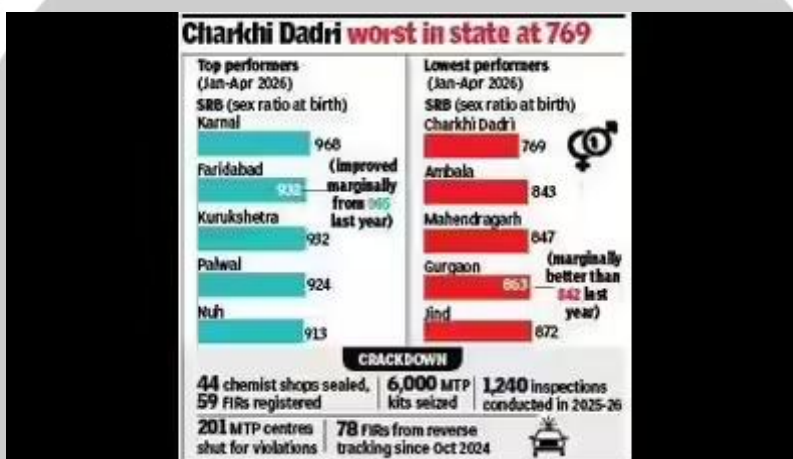 Charkhi Dadri worst in state at 769
Top performers
(Jan-Apr 2026)
SRB (sex ratio at birth)
Karnal
968
Faridabad
932
(improved
marginally
from
last year)
Kurukshetra
932
Palwal
924
Nuh
913
Lowest performers
(Jan-Apr 2026)
SRB (sex ratio at birth)
Charkhi Dadri
769
Ambala
843
Mahendragarh
847
Gurgaon
863
(marginally
better than
842 last
year)
Jind
872
CRACKDOWN
44 chemist shops sealed,
59 FIRs registered
6,000 MTP
kits seized
1,240 inspections
conducted in 2025-26
201 MTP centres
shut for violations
78 FIRs from reverse
tracking since Oct 2024